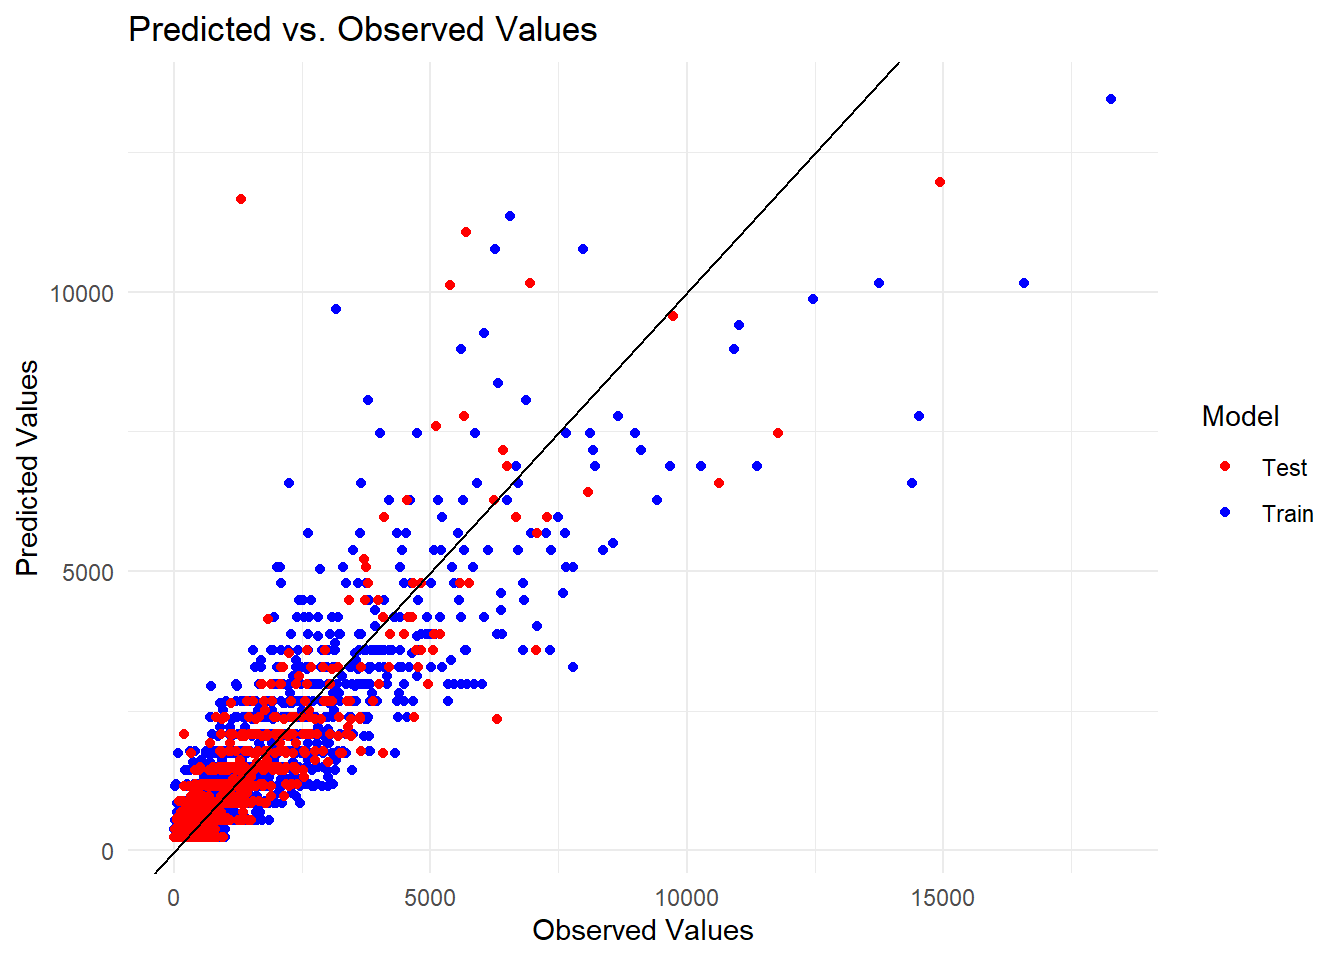 Predicted vs. Observed Values
Predicted Values
10000
5000
0
0
5000
10000
15000
Observed Values
Model
Test
Train